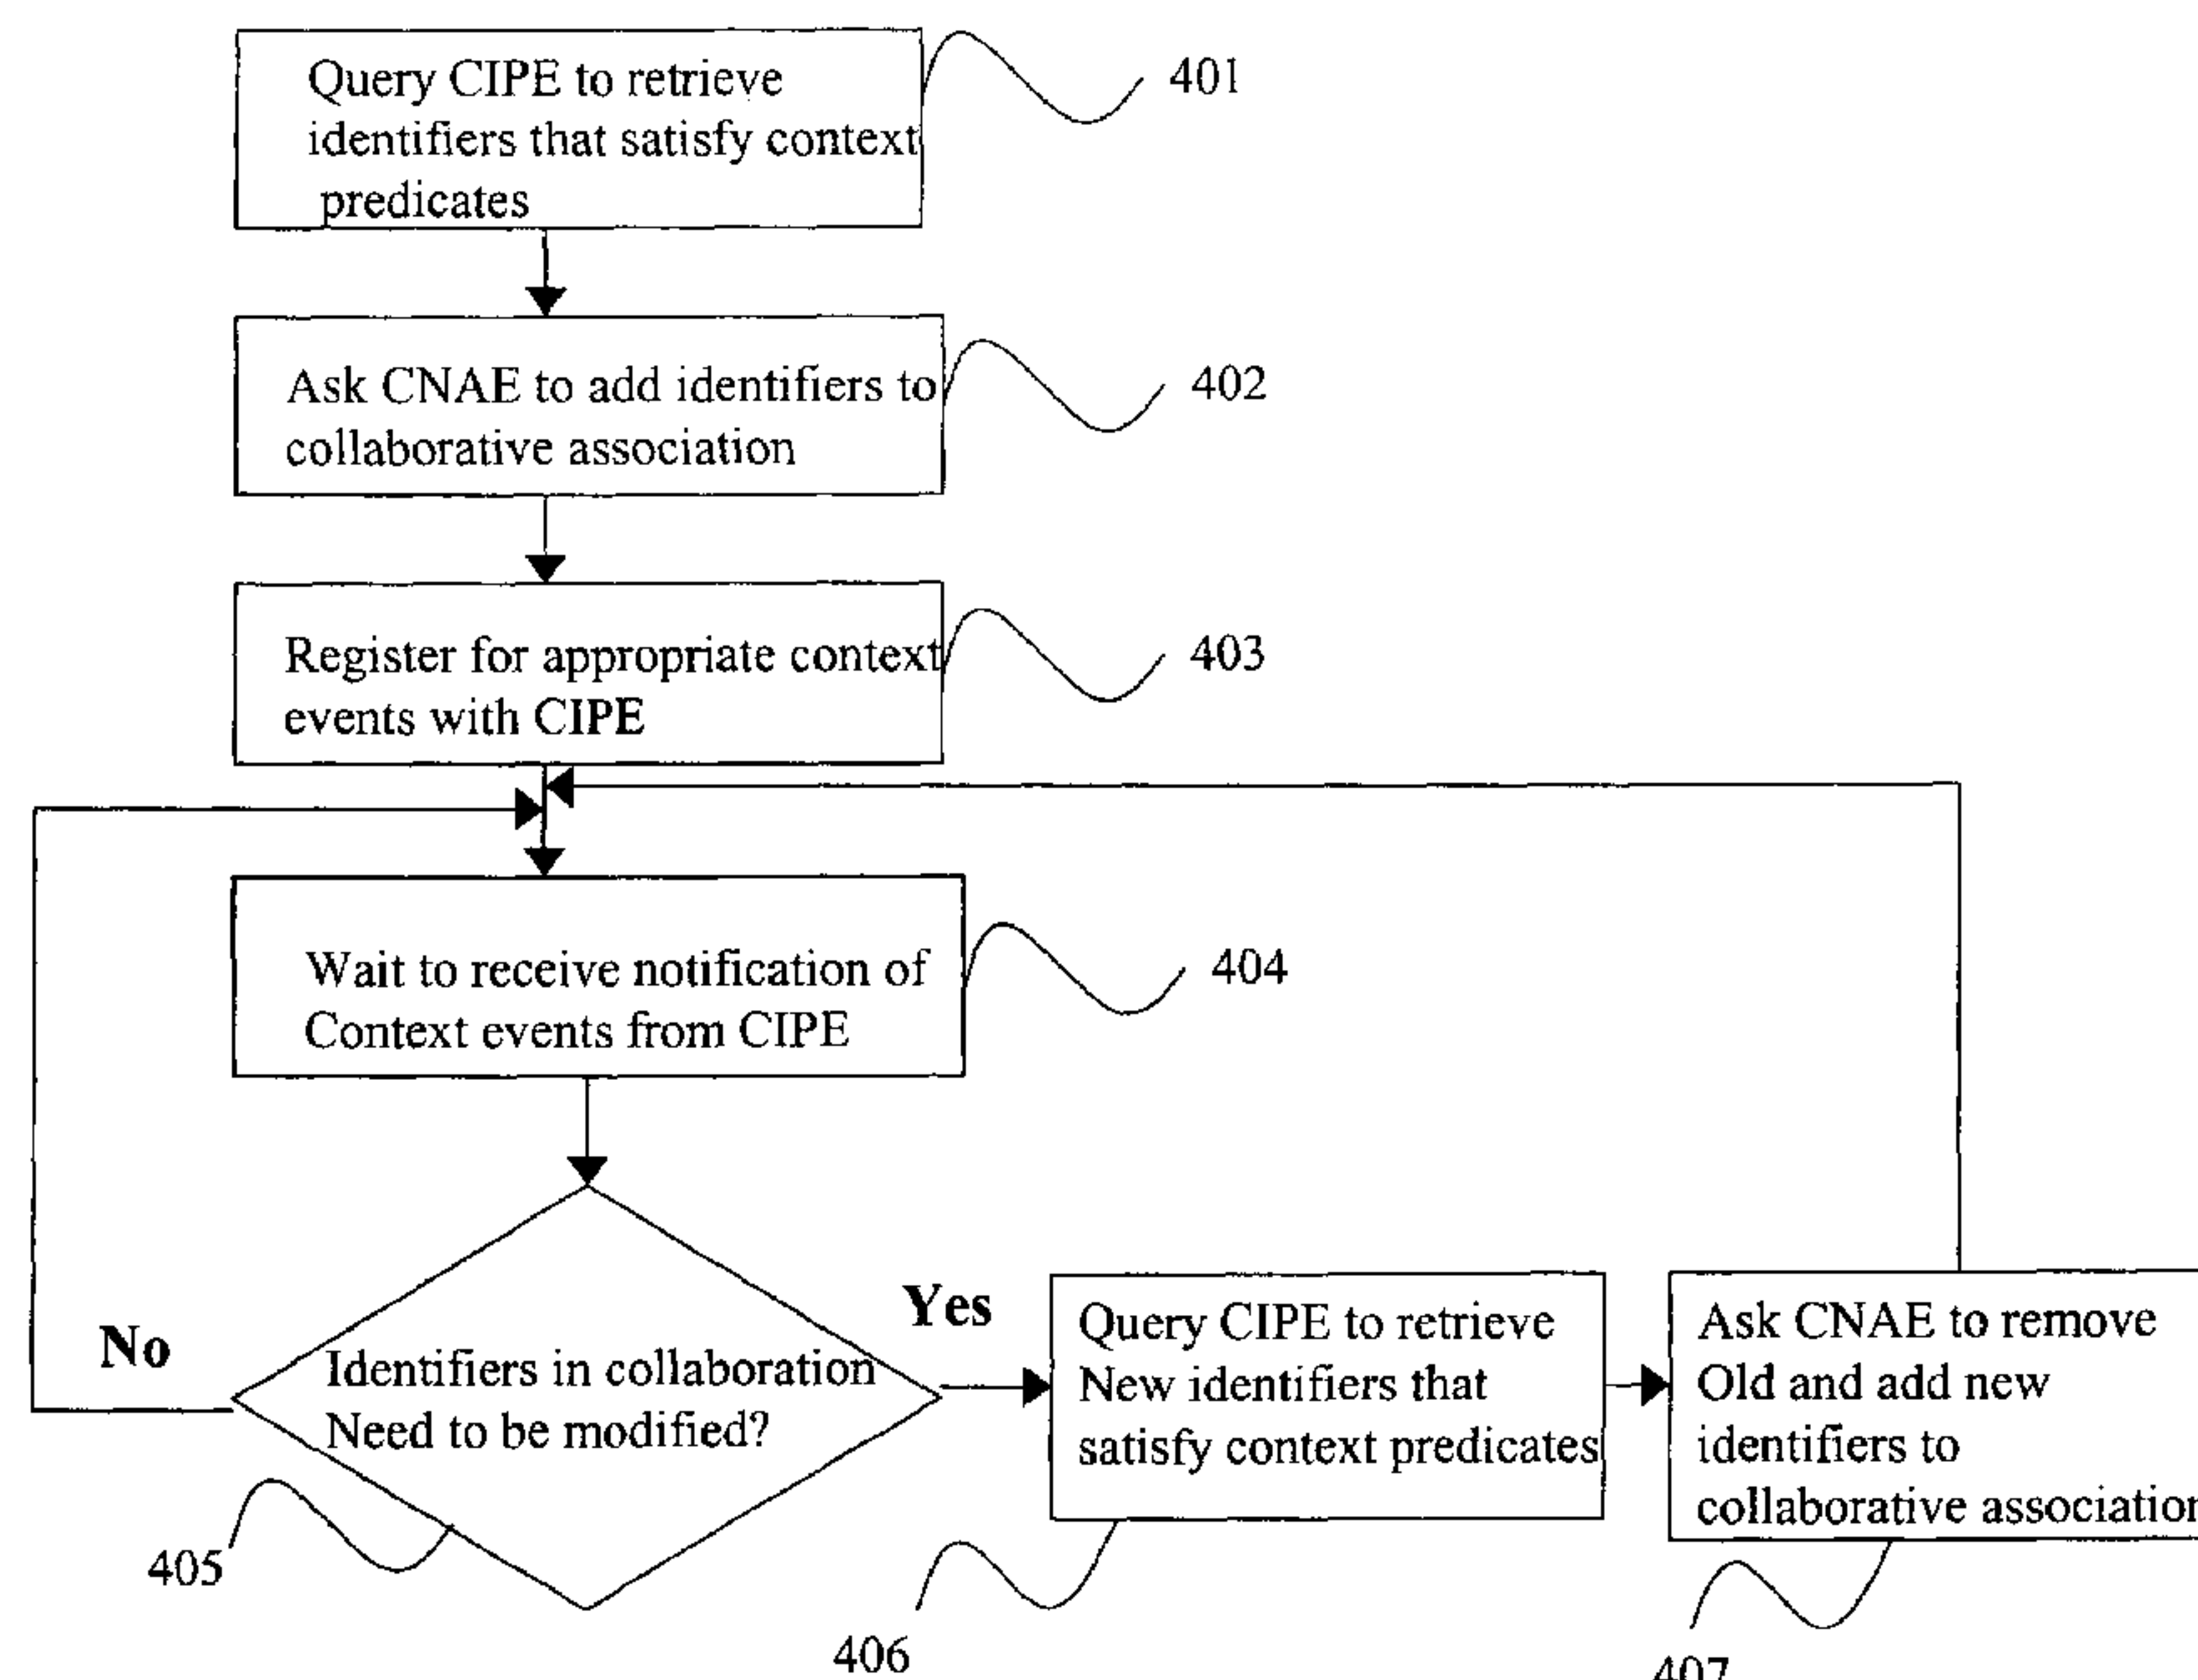 Query CIPE to retrieve
identifiers that satisfy context
predicates
401
Ask CNAE to add identifiers to
collaborative association
402
Register for appropriate context
events with CIPE
403
Wait to receive notification of
Context events from CIPE
404
No
Identifiers in collaboration
Need to be modified?
405
Yes
Query CIPE to retrieve
New identifiers that
satisfy context predicates
406
Ask CNAE to remove
Old and add new
identifiers to
collaborative association
407